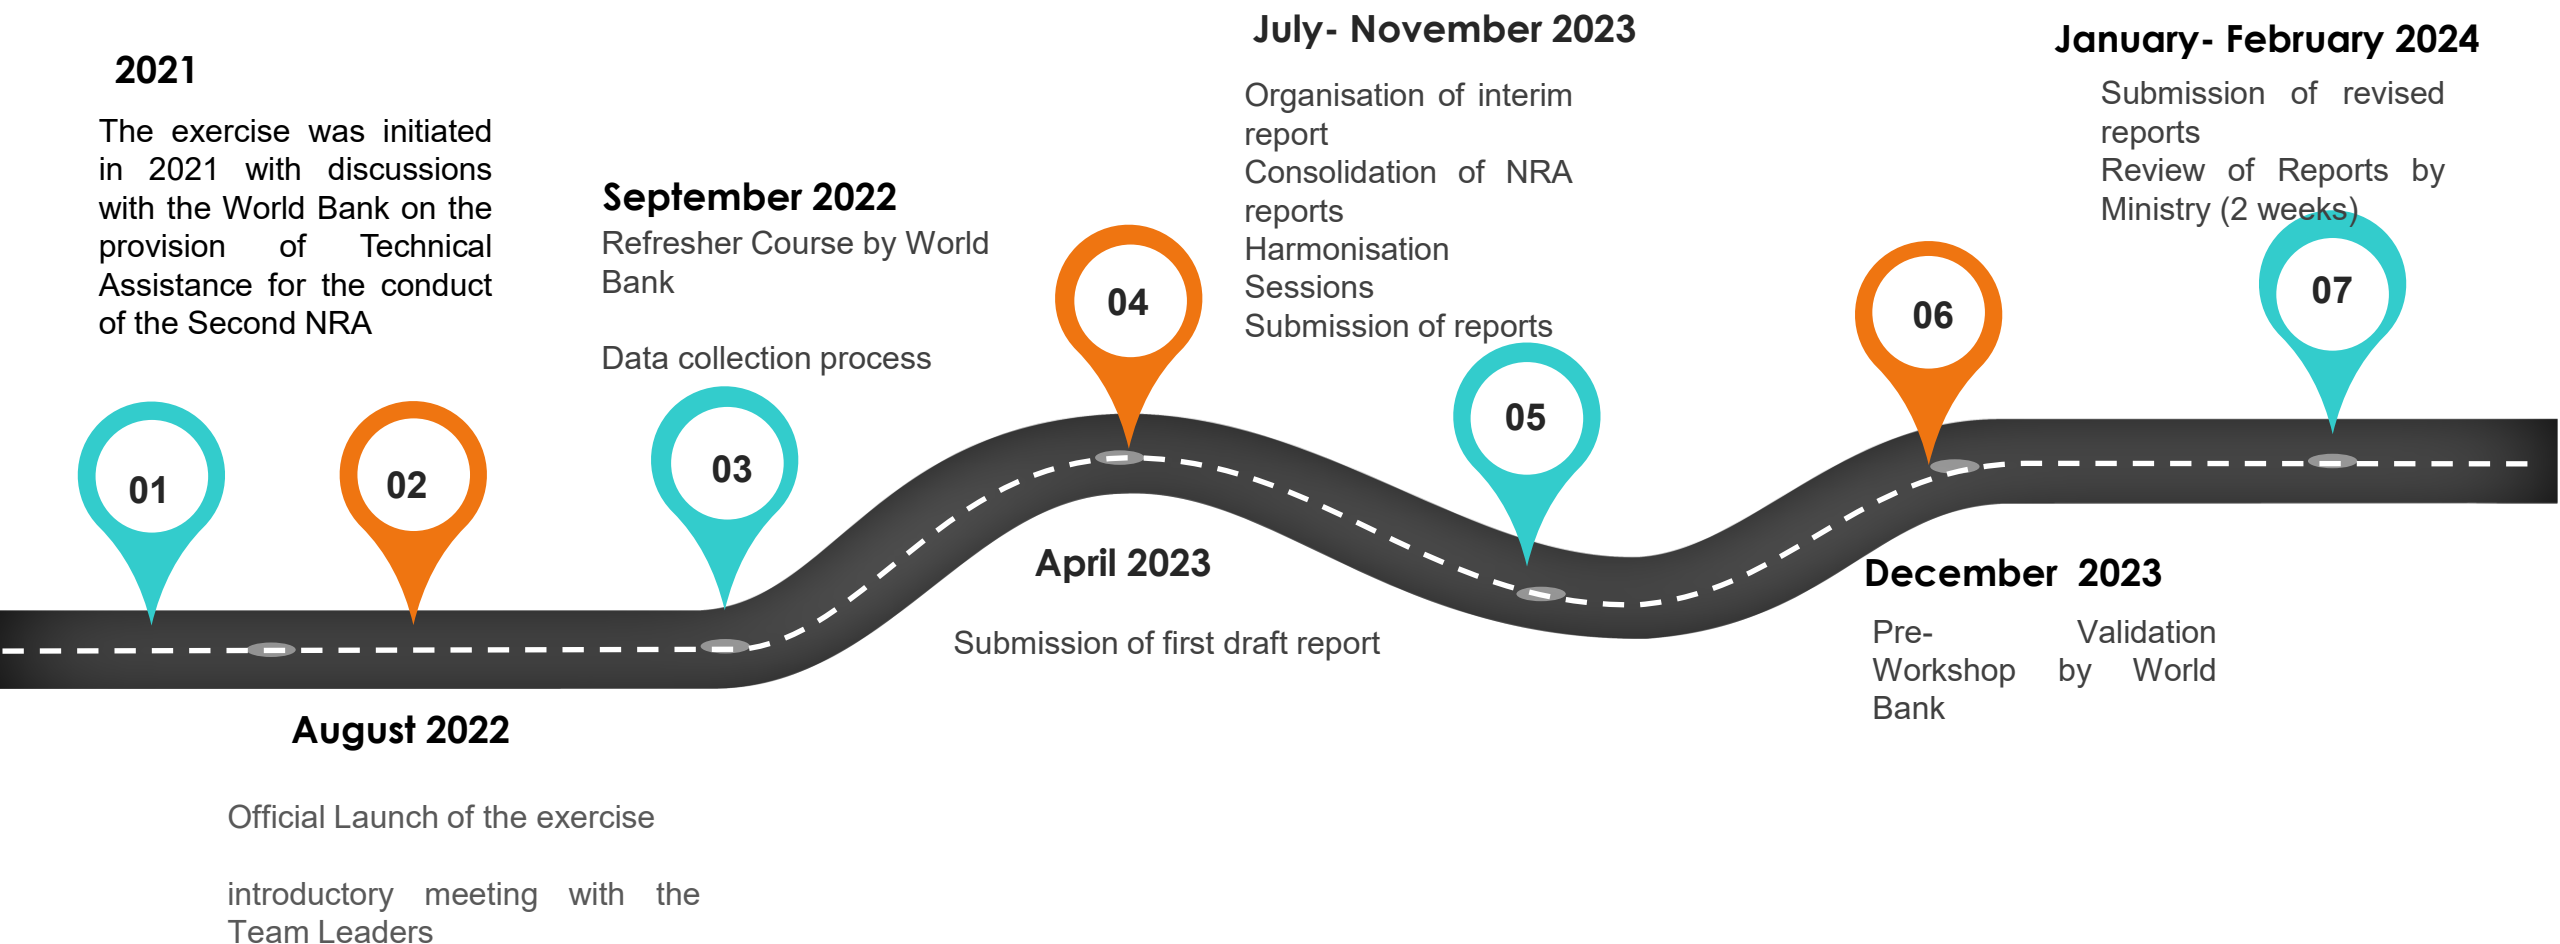 2021
The exercise was initiated
in 2021 with discussions
with the World Bank on the
provision of Technical
Assistance for the conduct
of the Second NRA
01
August 2022
Official Launch of the exercise
introductory meeting with the
Team Leaders
02
September 2022
Refresher Course by World
Bank
Data collection process
03
04
April 2023
Submission of first draft report
July- November 2023
Organisation of interim
report
Consolidation of NRA
reports
Harmonisation
Sessions
Submission of reports
05
06
December 2023
Pre- Validation
Workshop by World
Bank
January- February 2024
Submission of revised
reports
Review of Reports by
Ministry (2 weeks)
07